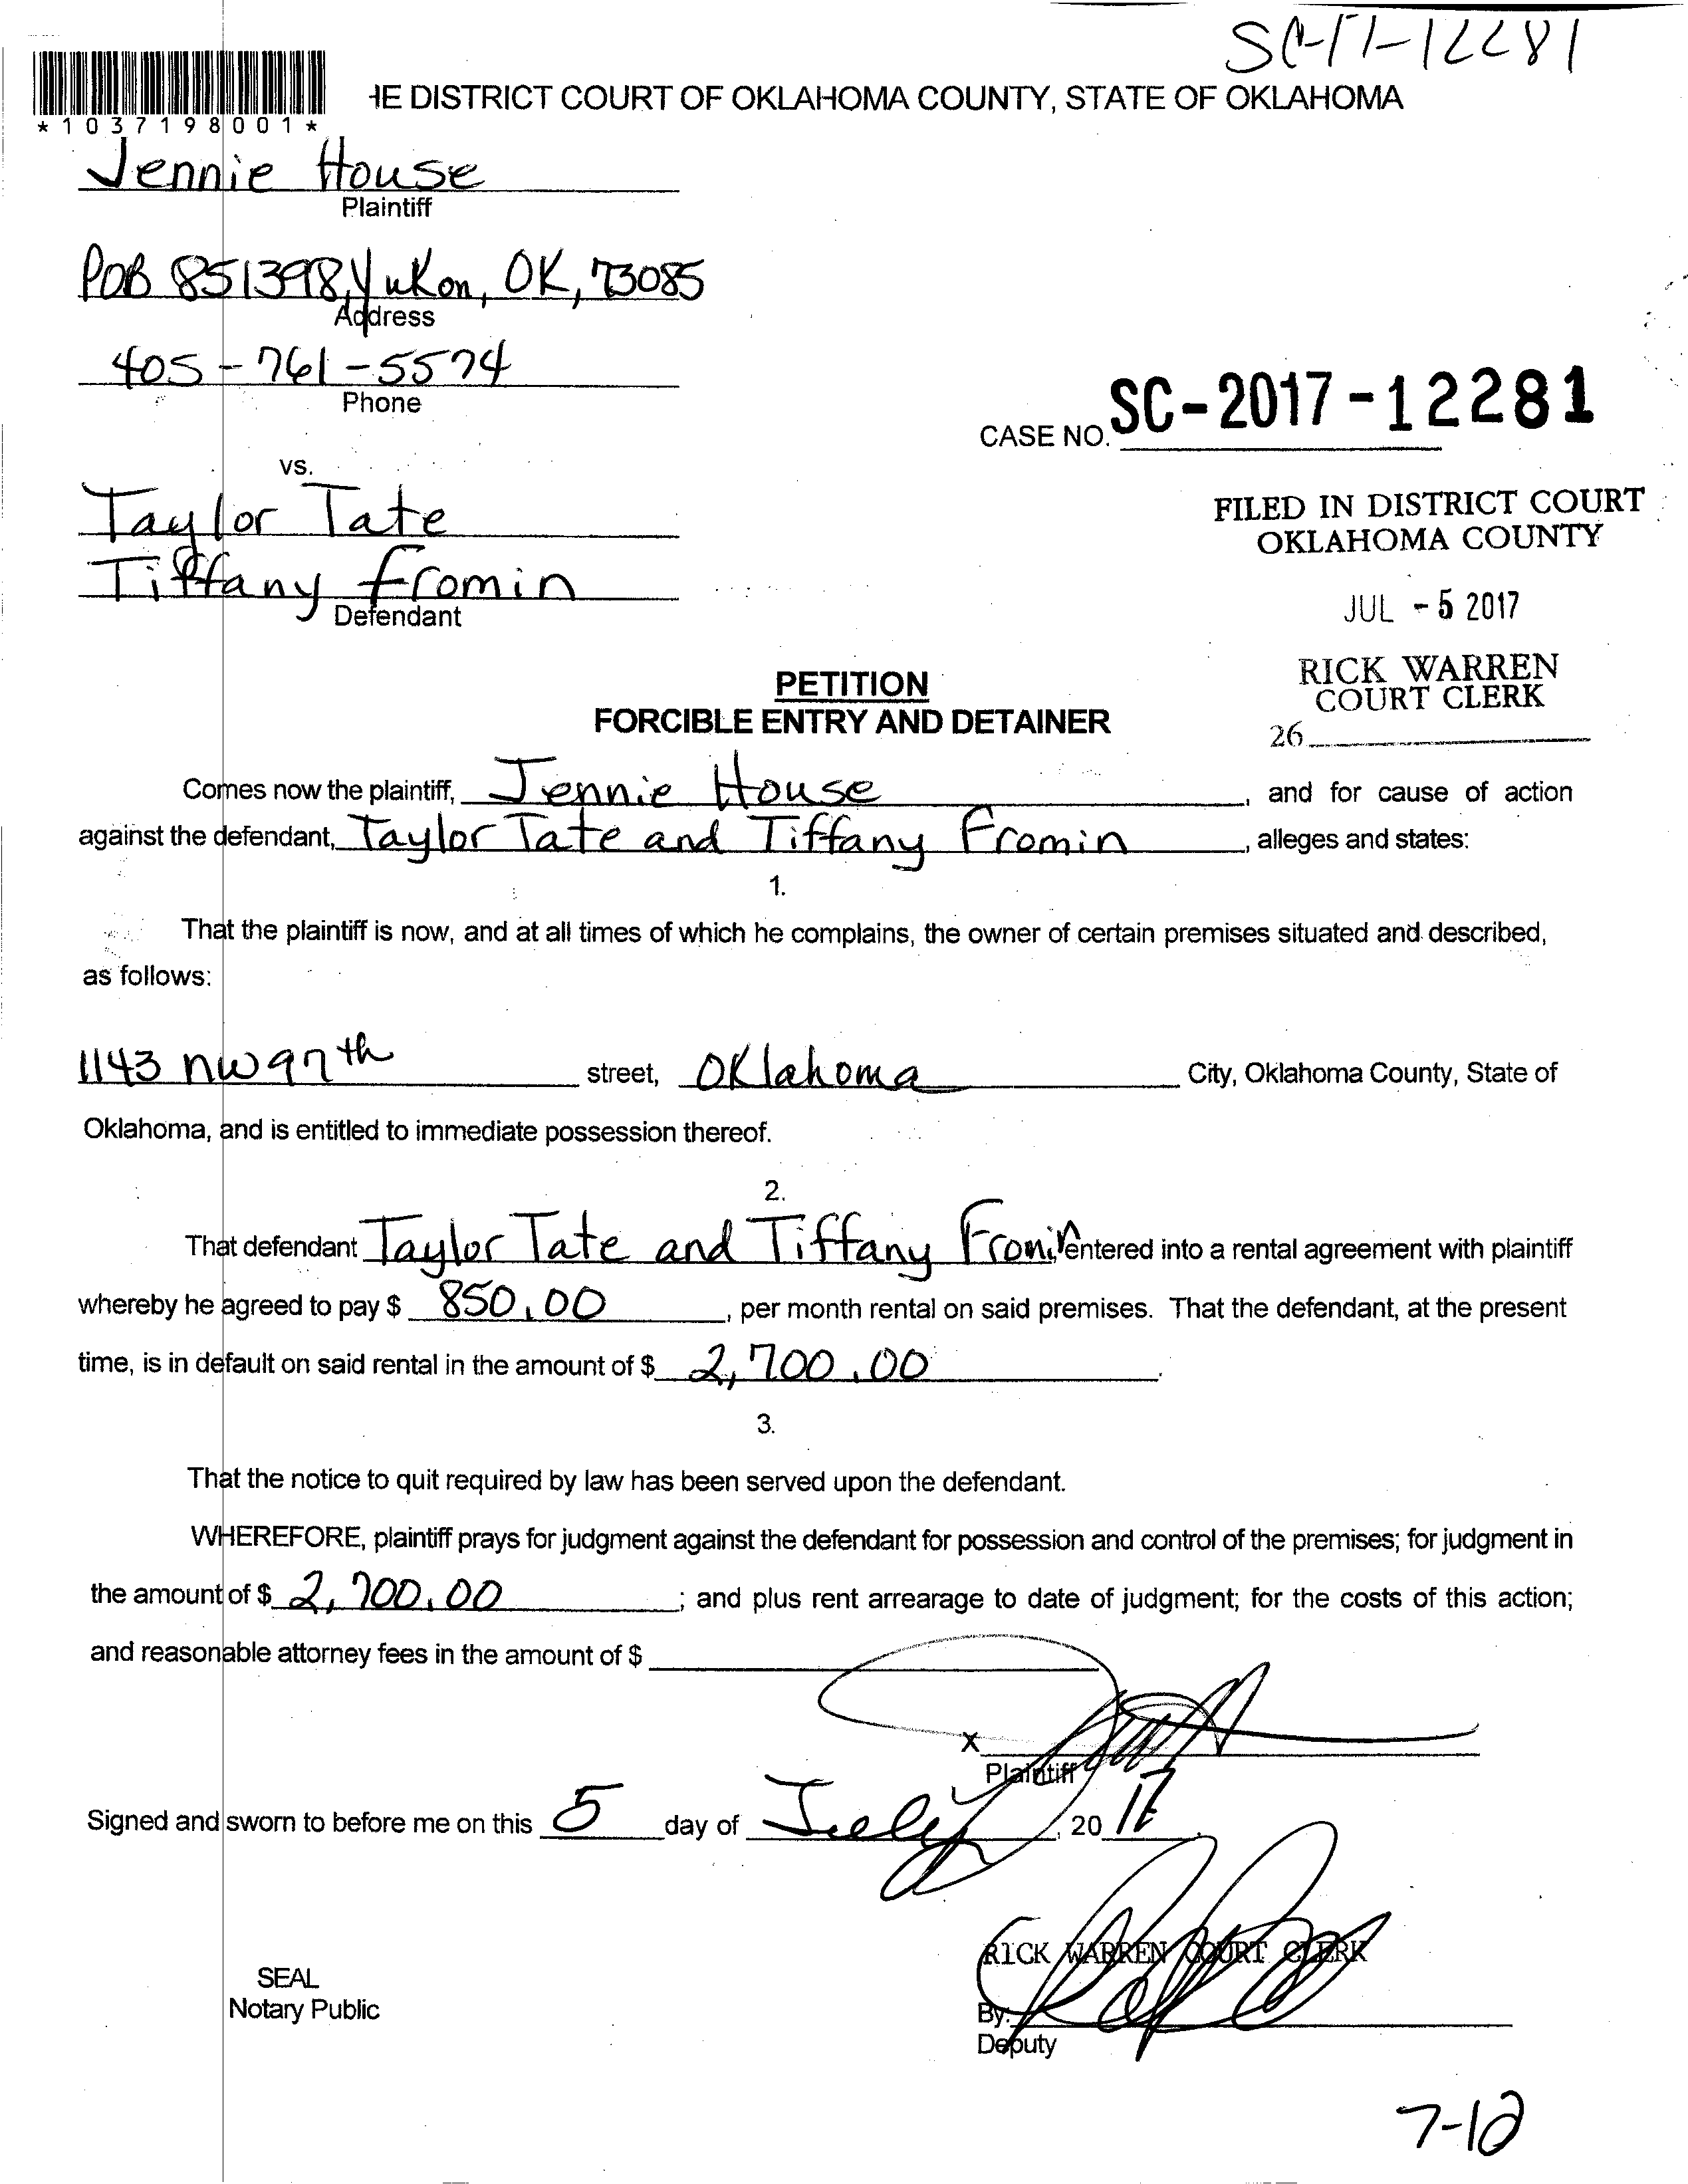 SC-17-12281
HE DISTRICT COURT OF OKLAHOMA COUNTY, STATE OF OKLAHOMA
*1037198001*
Jennie House
Plaintiff
POB 851398, Yukon, OK, 73085
Address
405-761-5574
Phone
CASE NO. SC-2017-12281
vs.
Taylor Tate
Tiffany Fromin
Defendant
FILED IN DISTRICT COURT
OKLAHOMA COUNTY
JUL -5 2017
RICK WARREN
COURT CLERK
26
PETITION
FORCIBLE ENTRY AND DETAINER
Comes now the plaintiff, Jennie House, and for cause of action
against the defendant, Taylor Tate and Tiffany Fromin, alleges and states:
1.
That the plaintiff is now, and at all times of which he complains, the owner of certain premises situated and described,
as follows:
1143 NW 97th street, Oklahoma City, Oklahoma County, State of
Oklahoma, and is entitled to immediate possession thereof.
2.
That defendant Taylor Tate and Tiffany Fromin entered into a rental agreement with plaintiff
whereby he agreed to pay $ 850.00, per month rental on said premises. That the defendant, at the present
time, is in default on said rental in the amount of $ 2,700.00.
3.
That the notice to quit required by law has been served upon the defendant.
WHEREFORE, plaintiff prays for judgment against the defendant for possession and control of the premises; for judgment in
the amount of $ 2,700.00; and plus rent arrearage to date of judgment; for the costs of this action;
and reasonable attorney fees in the amount of $
X
Plaintiff
Signed and sworn to before me on this 5 day of July, 2017.
RICK WARREN COURT CLERK
SEAL
Notary Public
By:
Deputy
7-12